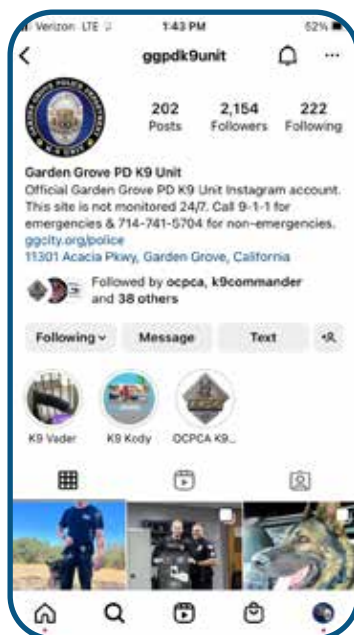 Verizon LTE 1:43 PM 62%
ggpdk9unit
202 2,154 222
Posts Followers Following
Garden Grove PD K9 Unit
Official Garden Grove PD K9 Unit Instagram account.
This site is not monitored 24/7. Call 9-1-1 for
emergencies & 714-741-5704 for non-emergencies.
ggcity.org/police
11301 Acacia Pkwy, Garden Grove, California
Followed by ocpca, k9commander
and 38 others
Following Message Text
K9 Vader K9 Kody OCPCA K9...